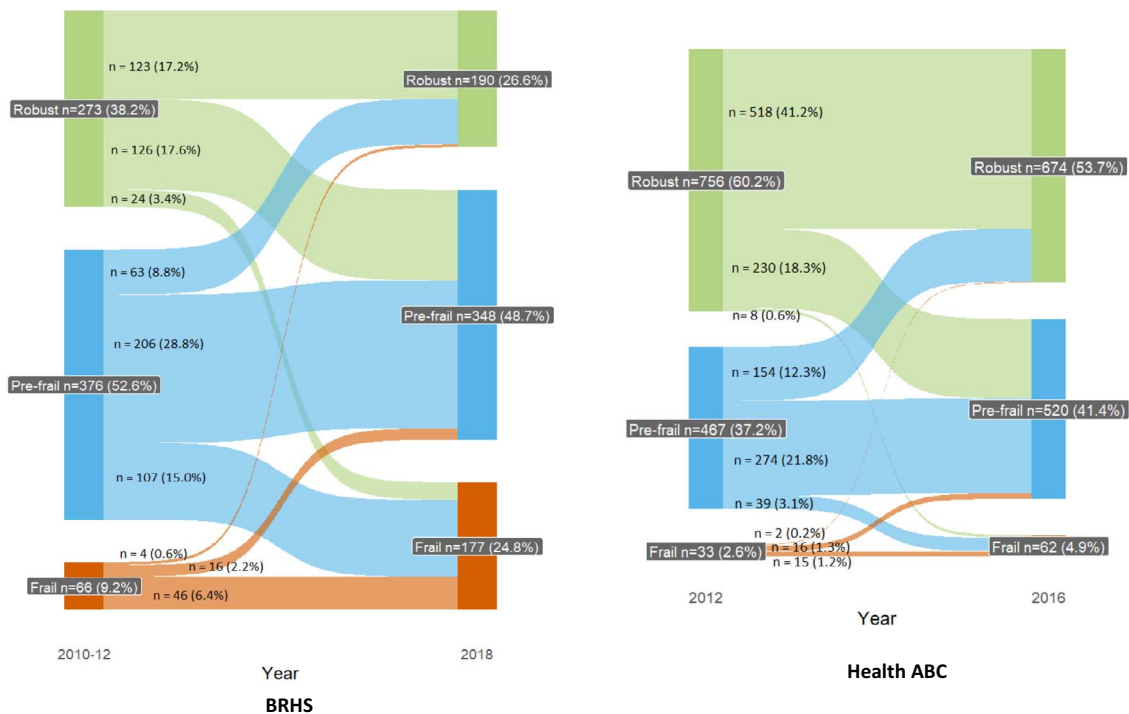 n = 123 (17.2%)
Robust n=190 (26.6%)
Robust n=273 (38.2%)
n = 126 (17.6%)
n = 24 (3.4%)
n = 63 (8.8%)
Pre-frail n=348 (48.7%)
n = 206 (28.8%)
Pre-frail n=376 (52.6%)
n = 107 (15.0%)
Frail n=177 (24.8%)
n = 4 (0.6%)
n = 16 (2.2%)
Frail n=66 (9.2%)
n = 46 (6.4%)
2010-12
2018
Year
BRHS
n = 518 (41.2%)
Robust n=674 (53.7%)
Robust n=756 (60.2%)
n = 230 (18.3%)
n= 8 (0.6%)
n = 154 (12.3%)
Pre-frail n=520 (41.4%)
Pre-frail n=467 (37.2%)
n = 274 (21.8%)
n = 39 (3.1%)
n = 2 (0.2%)
Frail n=33 (2.6%)
n = 16 (1.3%)
Frail n=62 (4.9%)
n = 15 (1.2%)
2012
2016
Year
Health ABC